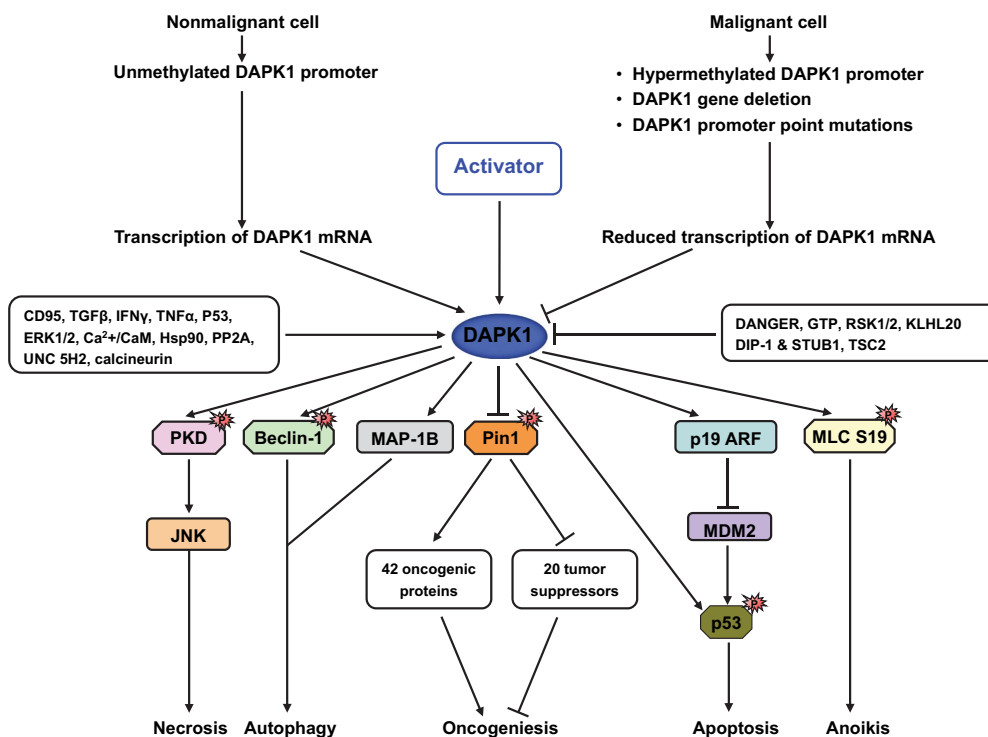 Nonmalignant cell
Malignant cell
Unmethylated DAPK1 promoter
• Hypermethylated DAPK1 promoter
• DAPK1 gene deletion
• DAPK1 promoter point mutations
Activator
Transcription of DAPK1 mRNA
Reduced transcription of DAPK1 mRNA
CD95, TGFβ, IFNγ, TNFα, P53,
ERK1/2, Ca²+/CaM, Hsp90, PP2A,
UNC 5H2, calcineurin
DAPK1
DANGER, GTP, RSK1/2, KLHL20
DIP-1 & STUB1, TSC2
P
P
P
P
PKD
Beclin-1
MAP-1B
Pin1
p19 ARF
MLC S19
JNK
MDM2
42 oncogenic
proteins
20 tumor
suppressors
P
p53
Necrosis
Autophagy
Oncogeniesis
Apoptosis
Anoikis